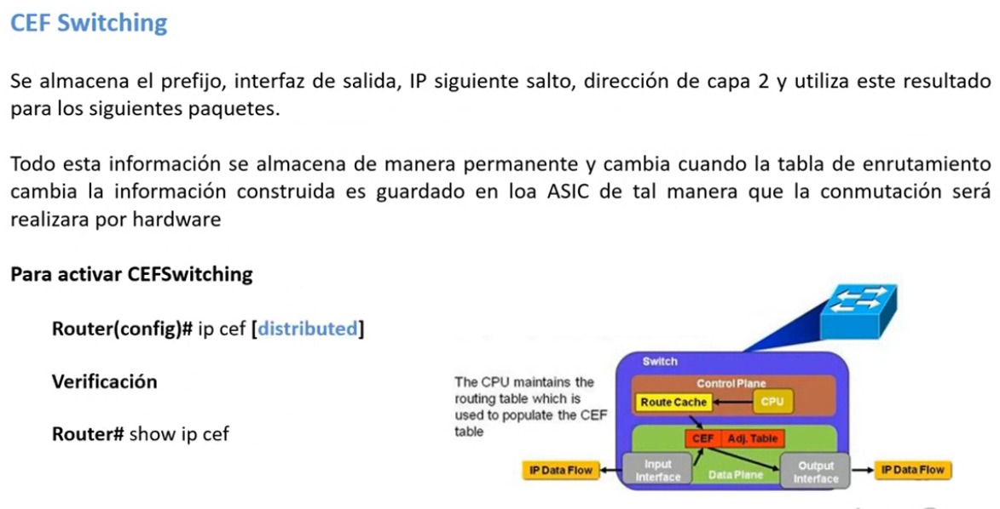 CEF Switching
Se almacena el prefijo, interfaz de salida, IP siguiente salto, dirección de capa 2 y utiliza este resultado
para los siguientes paquetes.
Todo esta información se almacena de manera permanente y cambia cuando la tabla de enrutamiento
cambia la información construida es guardado en loa ASIC de tal manera que la conmutación será
realizara por hardware
Para activar CEFSwitching
Router(config)# ip cef [distributed]
Verificación
Router# show ip cef
The CPU maintains the
routing table which is
used to populate the CEF
table
Switch
Control Plane
Route Cache
CPU
CEF
Adj. Table
Input
Interface
Data Plane
Output
Interface
IP Data Flow
IP Data Flow